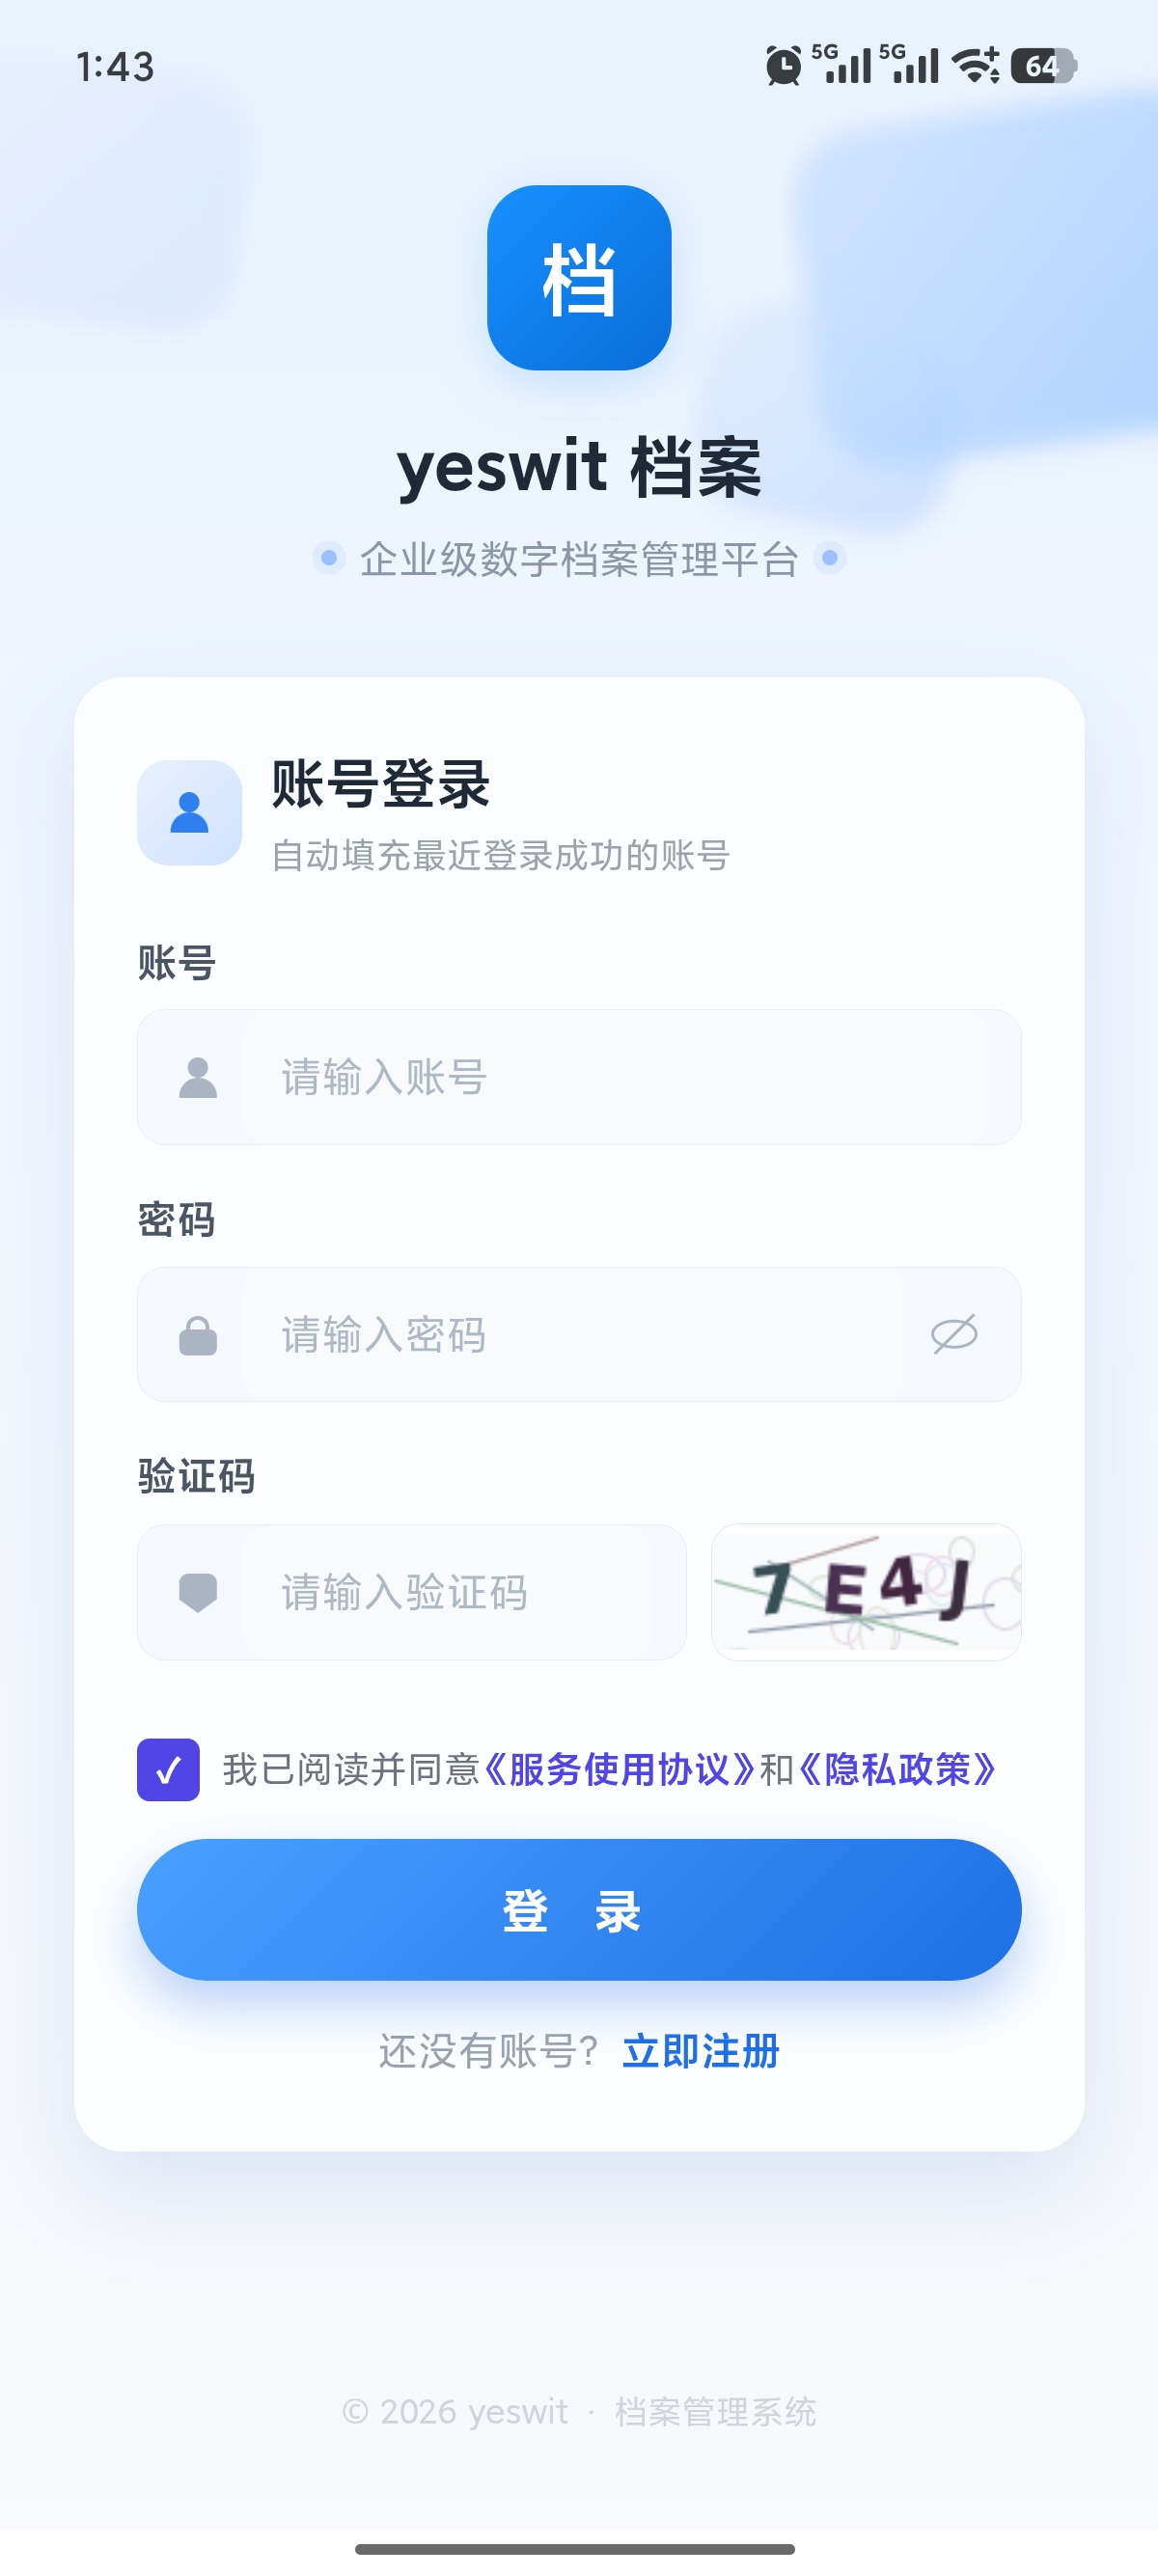 1:43
5G 5G 64
档
yeswit 档案
企业级数字档案管理平台
账号登录
自动填充最近登录成功的账号
账号
请输入账号
密码
请输入密码
验证码
请输入验证码
7E4J
我已阅读并同意《服务使用协议》和《隐私政策》
登 录
还没有账号? 立即注册
© 2026 yeswit · 档案管理系统